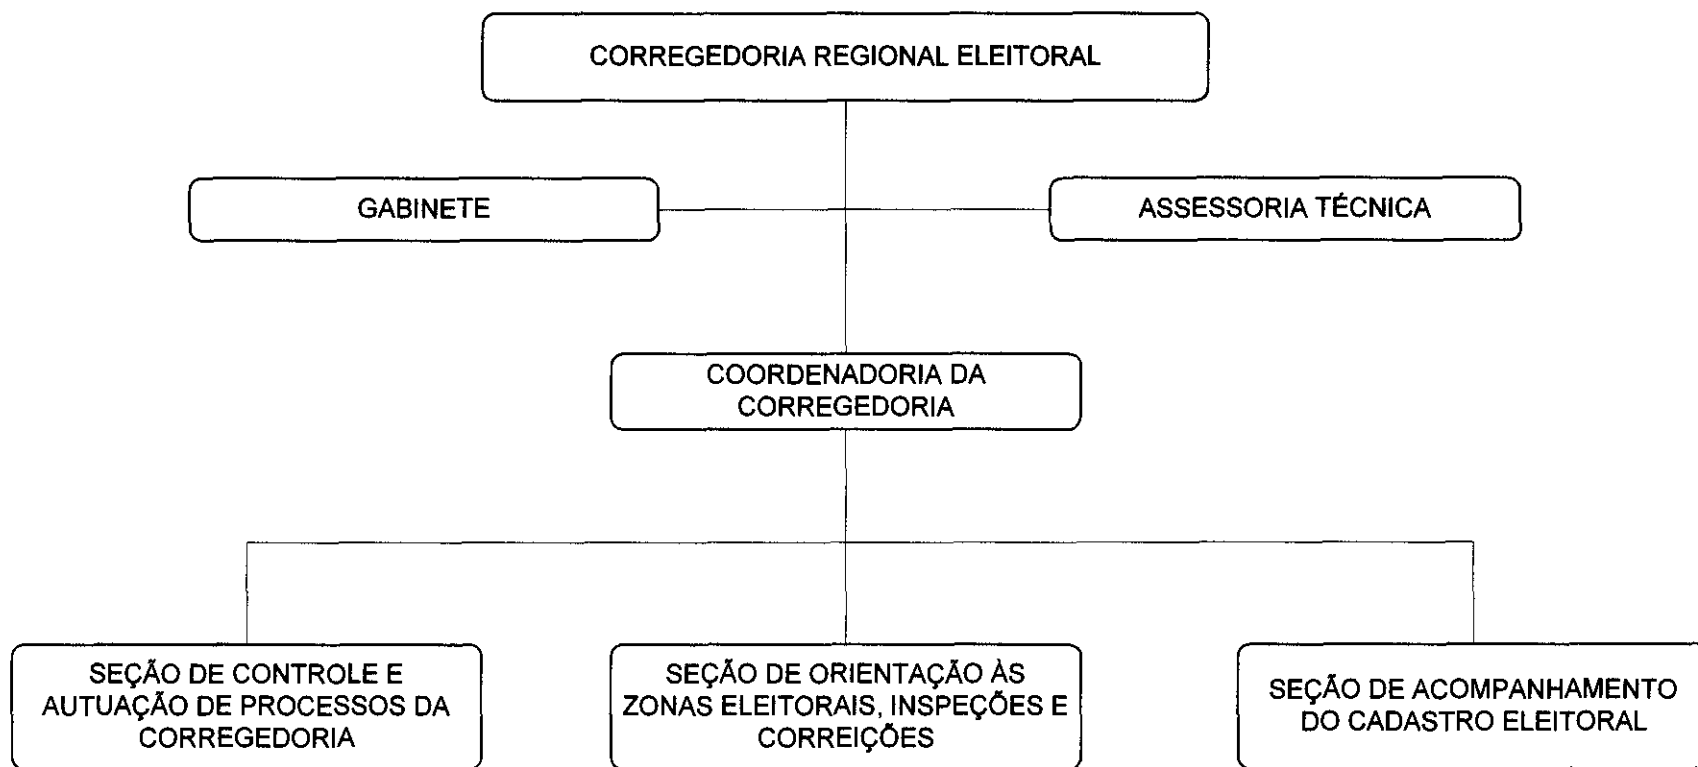 CORREGEDORIA REGIONAL ELEITORAL
GABINETE
ASSESSORIA TÉCNICA
COORDENADORIA DA
CORREGEDORIA
SEÇÃO DE CONTROLE E
AUTUAÇÃO DE PROCESSOS DA
CORREGEDORIA
SEÇÃO DE ORIENTAÇÃO ÀS
ZONAS ELEITORAIS, INSPEÇÕES E
CORREIÇÕES
SEÇÃO DE ACOMPANHAMENTO
DO CADASTRO ELEITORAL